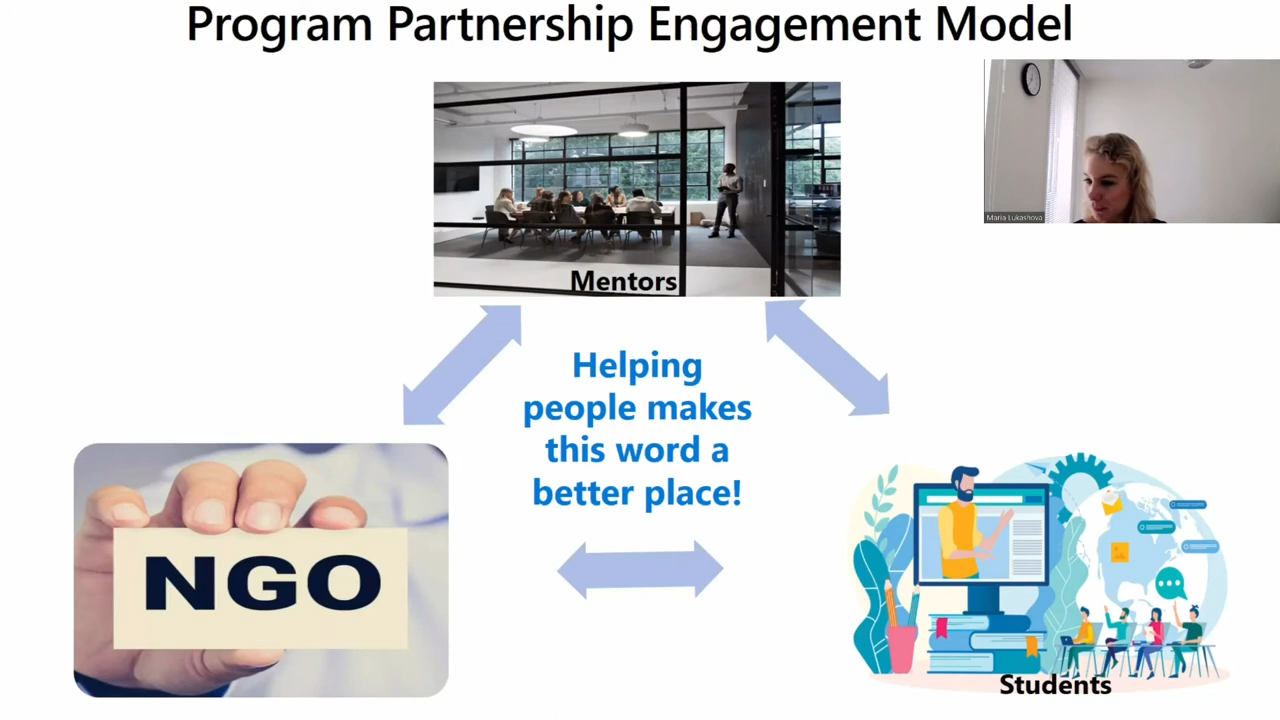 Program Partnership Engagement Model
Maria Lukashova
Mentors
Helping
people makes
this word a
better place!
NGO
Students